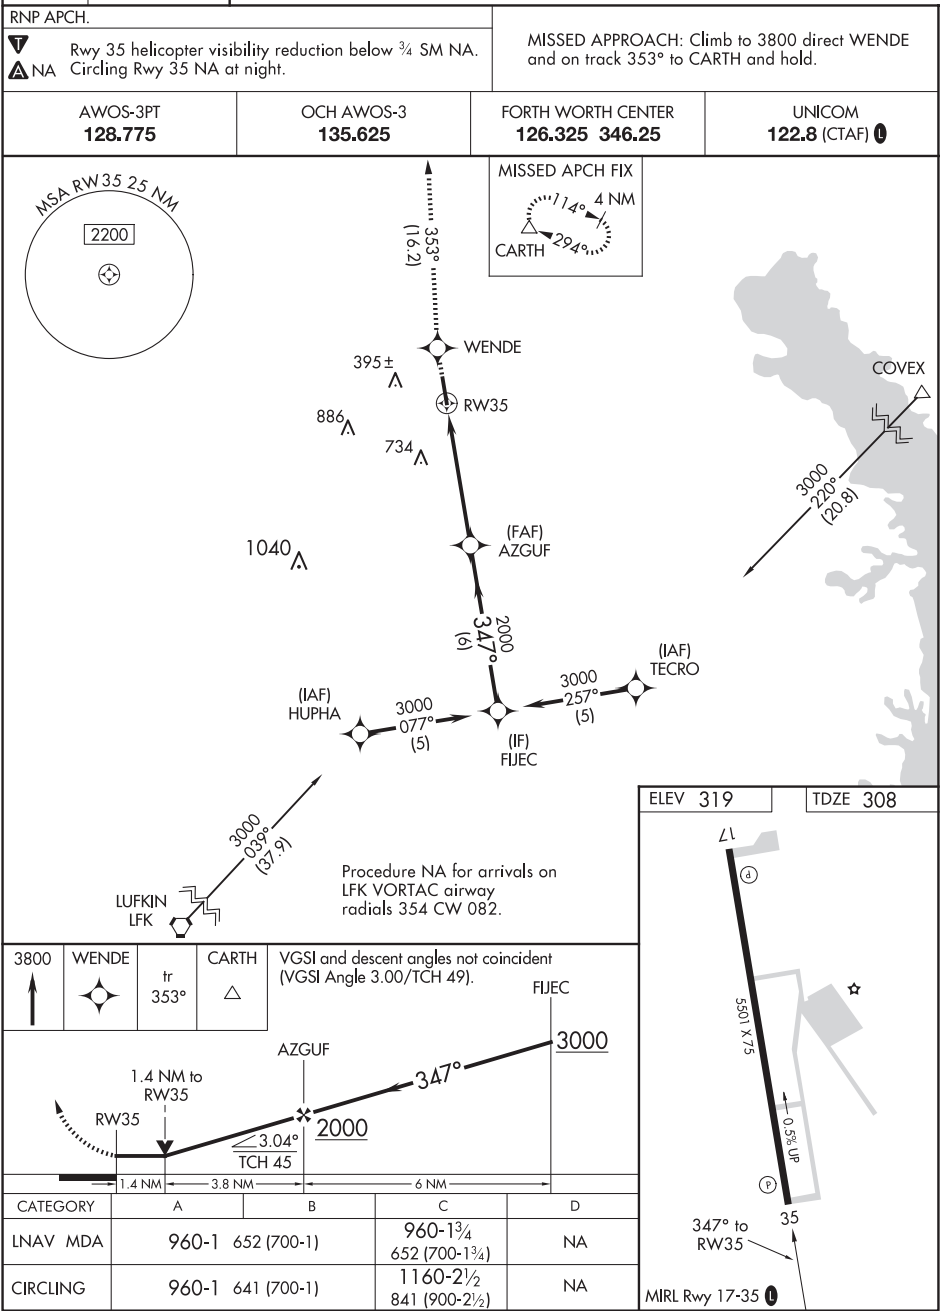 RNP APCH.
T
A NA
Rwy 35 helicopter visibility reduction below ¾ SM NA.
Circling Rwy 35 NA at night.
MISSED APPROACH: Climb to 3800 direct WENDE
and on track 353° to CARTH and hold.
AWOS-3PT
128.775
OCH AWOS-3
135.625
FORTH WORTH CENTER
126.325 346.25
UNICOM
122.8 (CTAF) L
MSA RW35 25 NM
2200
MISSED APCH FIX
4 NM
114°
294°
CARTH
353°
(16.2)
WENDE
395±
RW35
886
734
COVEX
3000
220°
(20.8)
1040
(FAF)
AZGUF
2000
347°
(6)
(IAF)
TECRO
3000
257°
(5)
(IAF)
HUPHA
3000
077°
(5)
(IF)
FIJEC
3000
039°
(37.9)
LUFKIN
LFK
Procedure NA for arrivals on
LFK VORTAC airway
radials 354 CW 082.
ELEV 319
TDZE 308
17
P
5501 X 75
0.5% UP
P
35
347° to
RW35
MIRL Rwy 17-35 L
3800
WENDE
tr
353°
CARTH
VGSI and descent angles not coincident
(VGSI Angle 3.00/TCH 49).
FIJEC
3000
347°
AZGUF
2000
1.4 NM to
RW35
RW35
3.04°
TCH 45
1.4 NM
3.8 NM
6 NM
CATEGORY A B C D
LNAV MDA 960-1 652 (700-1) 960-1¾ 652 (700-1¾) NA
CIRCLING 960-1 641 (700-1) 1160-2½ 841 (900-2½) NA